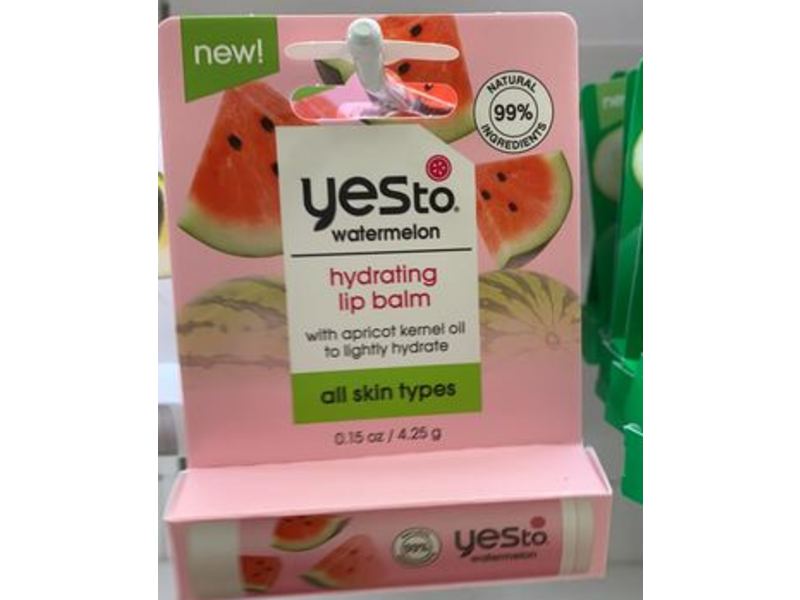 new!
NATURAL
99%
INGREDIENTS
yesto
watermelon
hydrating
lip balm
with apricot kernel oil
to lightly hydrate
all skin types
0.15 oz / 4.25 g
99%
yesto
watermelon